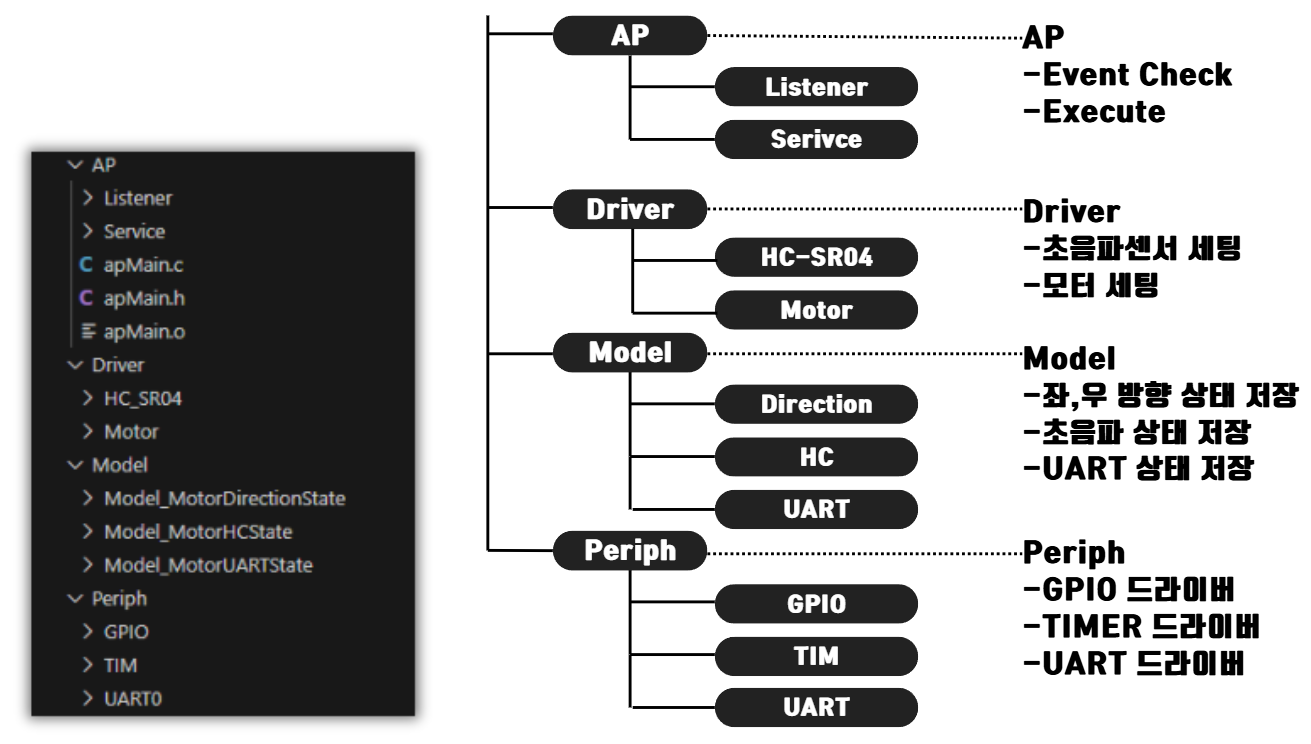 AP
Listener
Service
C apMain.c
C apMain.h
apMain.o
Driver
HC_SR04
Motor
Model
Model_MotorDirectionState
Model_MotorHCState
Model_MotorUARTState
Periph
GPIO
TIM
UART0
AP
Listener
Serivce
Driver
HC-SR04
Motor
Model
Direction
HC
UART
Periph
GPIO
TIM
UART
AP
-Event Check
-Execute
Driver
-초음파센서 세팅
-모터 세팅
Model
-좌,우 방향 상태 저장
-초음파 상태 저장
-UART 상태 저장
Periph
-GPIO 드라이버
-TIMER 드라이버
-UART 드라이버